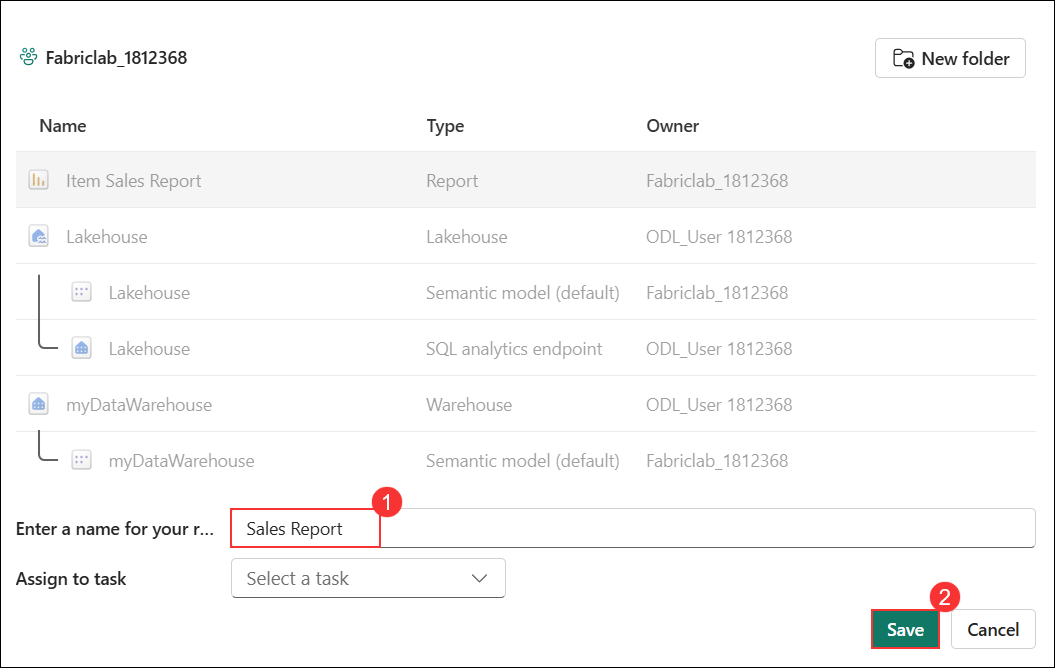 Fabriclab_1812368
New folder
Name Type Owner
Item Sales Report Report Fabriclab_1812368
Lakehouse Lakehouse ODL_User 1812368
Lakehouse Semantic model (default) Fabriclab_1812368
Lakehouse SQL analytics endpoint ODL_User 1812368
myDataWarehouse Warehouse ODL_User 1812368
myDataWarehouse Semantic model (default) Fabriclab_1812368
1
Enter a name for your r... Sales Report
Assign to task Select a task
2
Save Cancel